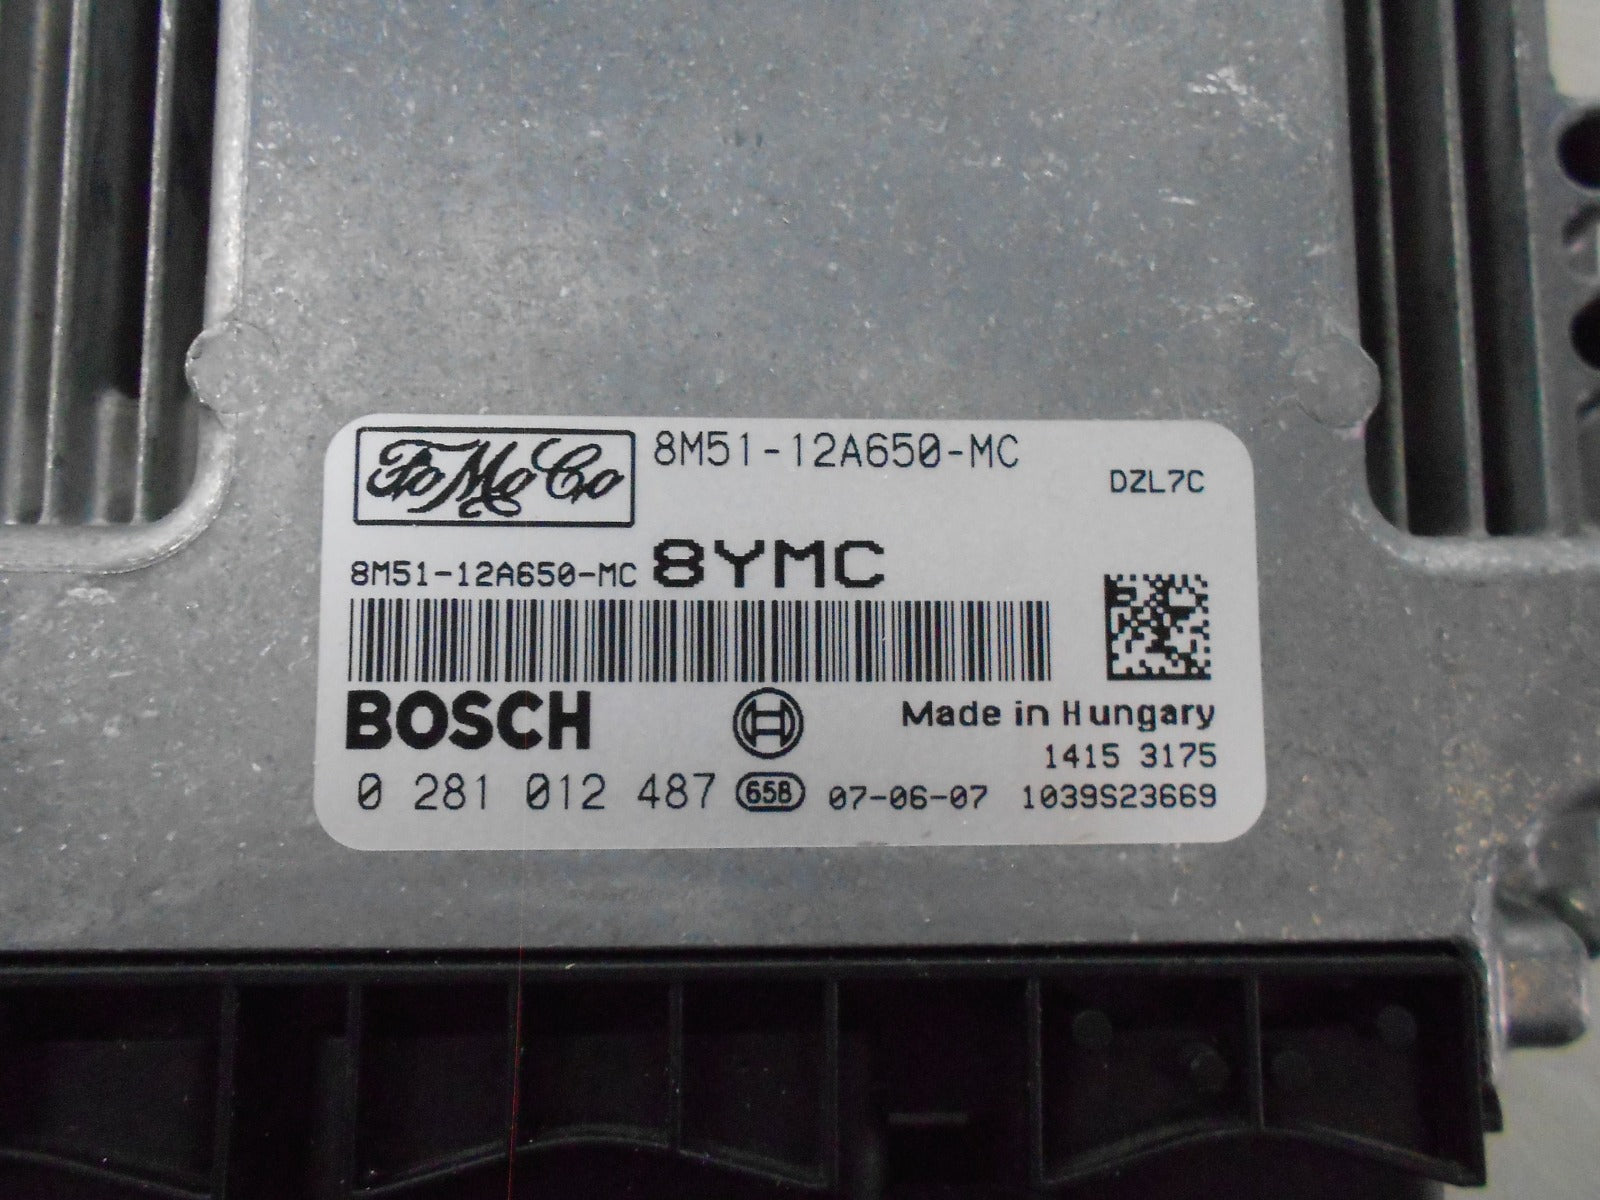 FoMoCo 8M51-12A650-MC
DZL7C
8M51-12A650-MC 8YMC
BOSCH
Made in Hungary
1415 3175
0 281 012 487 65B 07-06-07 1039S23669